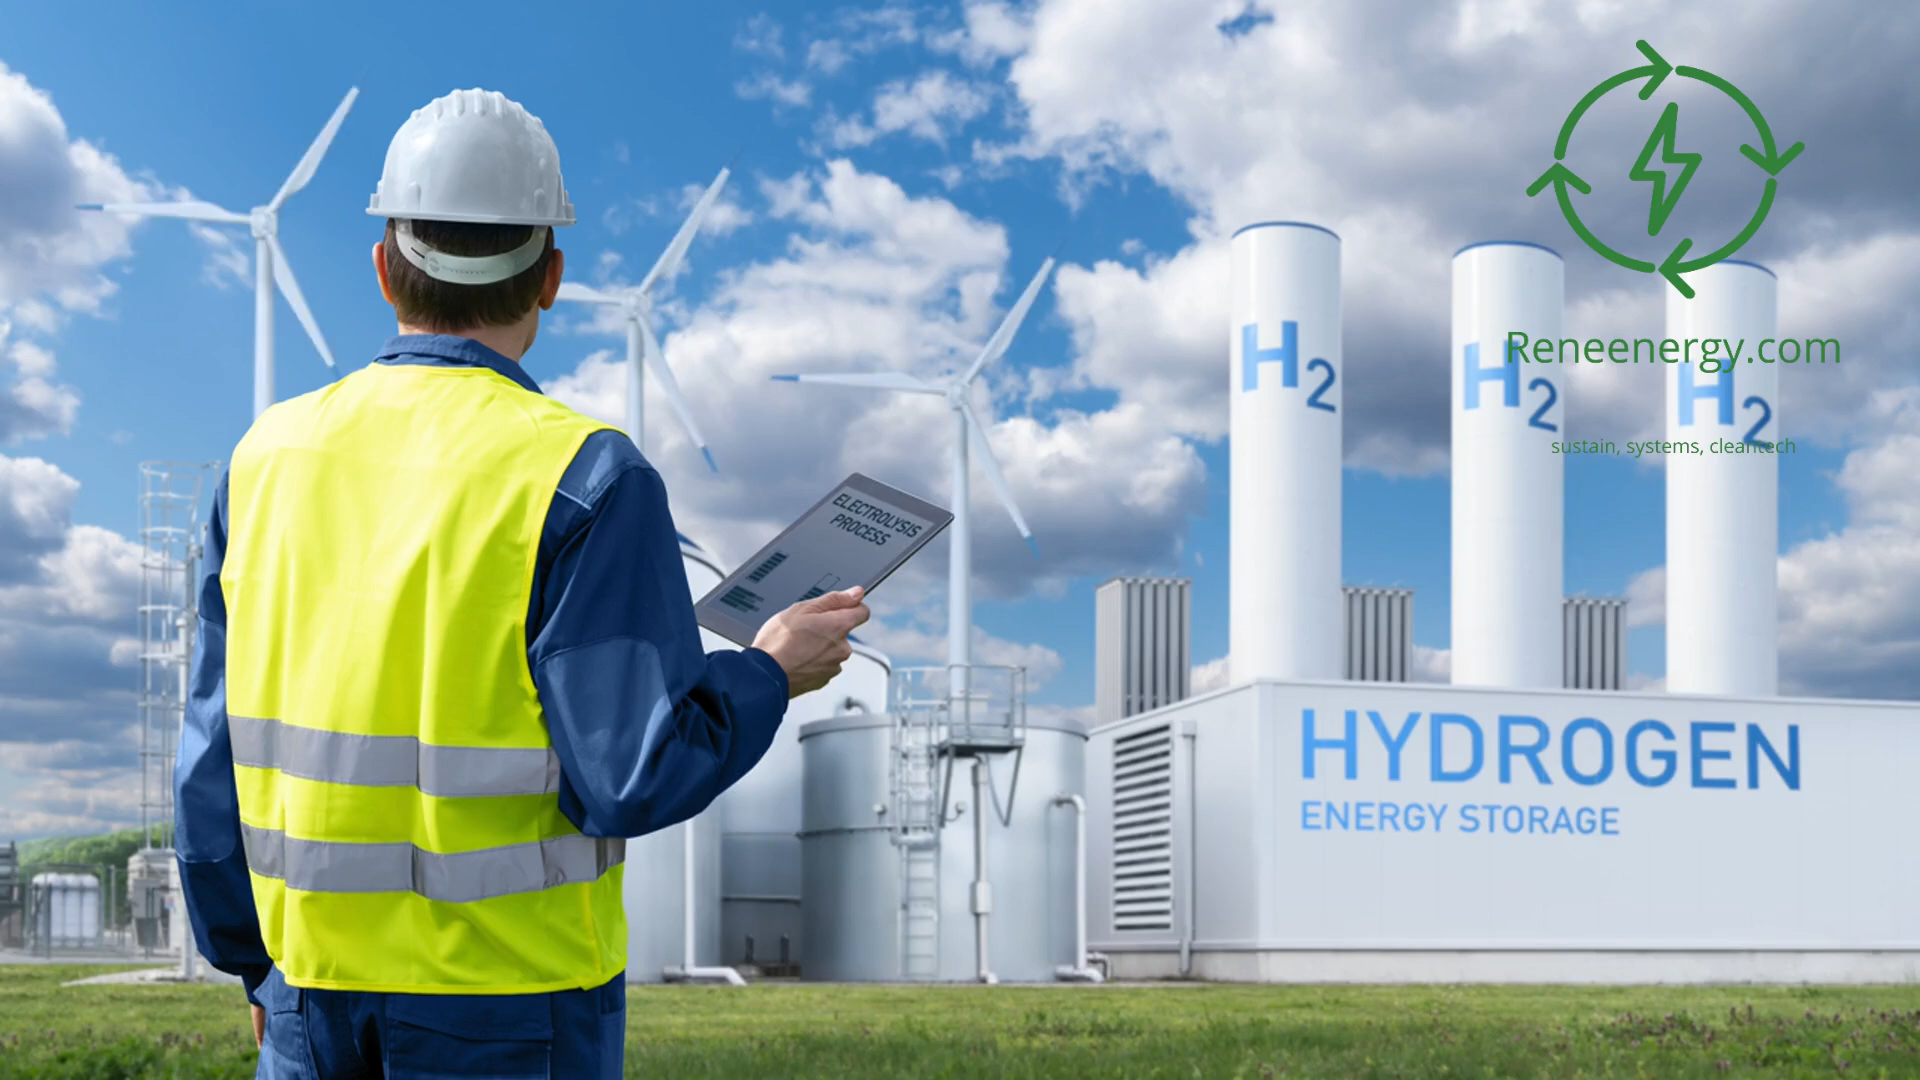 Reneenergy.com
sustain, systems, cleantech
H2
H2
H2
ELECTROLYSIS
PROCESS
HYDROGEN
ENERGY STORAGE